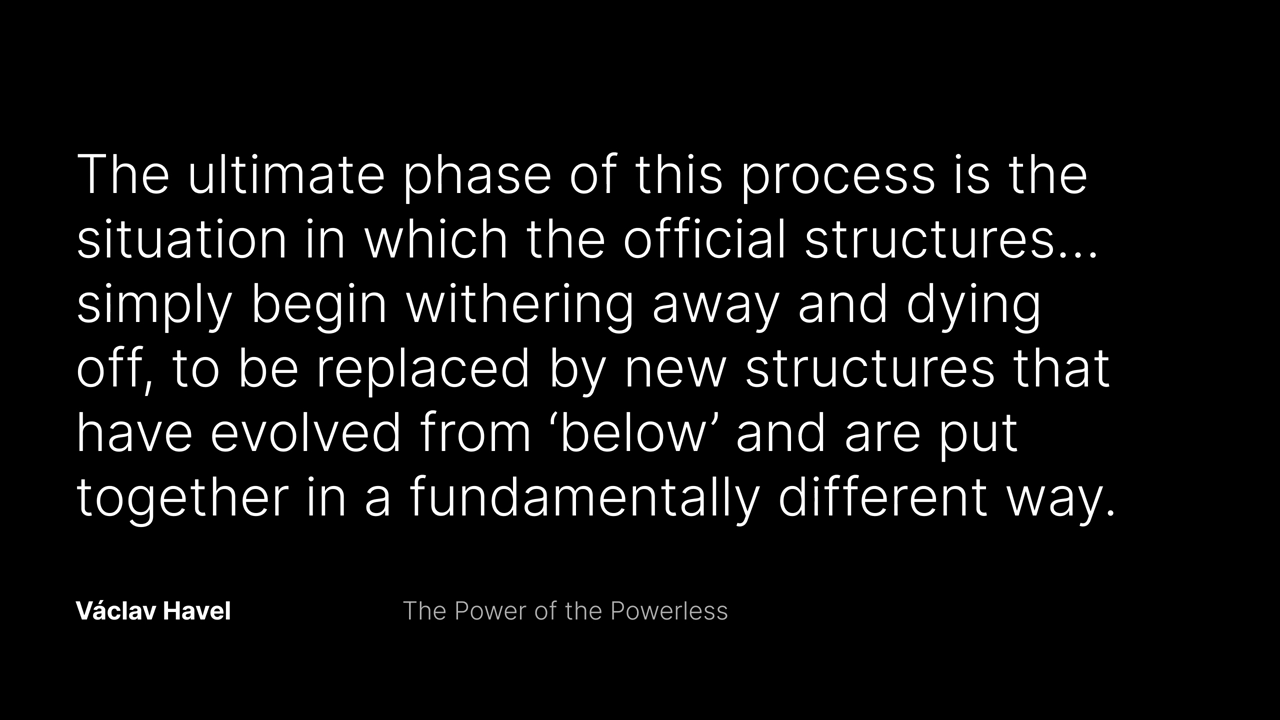 The ultimate phase of this process is the
situation in which the official structures…
simply begin withering away and dying
off, to be replaced by new structures that
have evolved from ‘below’ and are put
together in a fundamentally different way.
Václav Havel
The Power of the Powerless